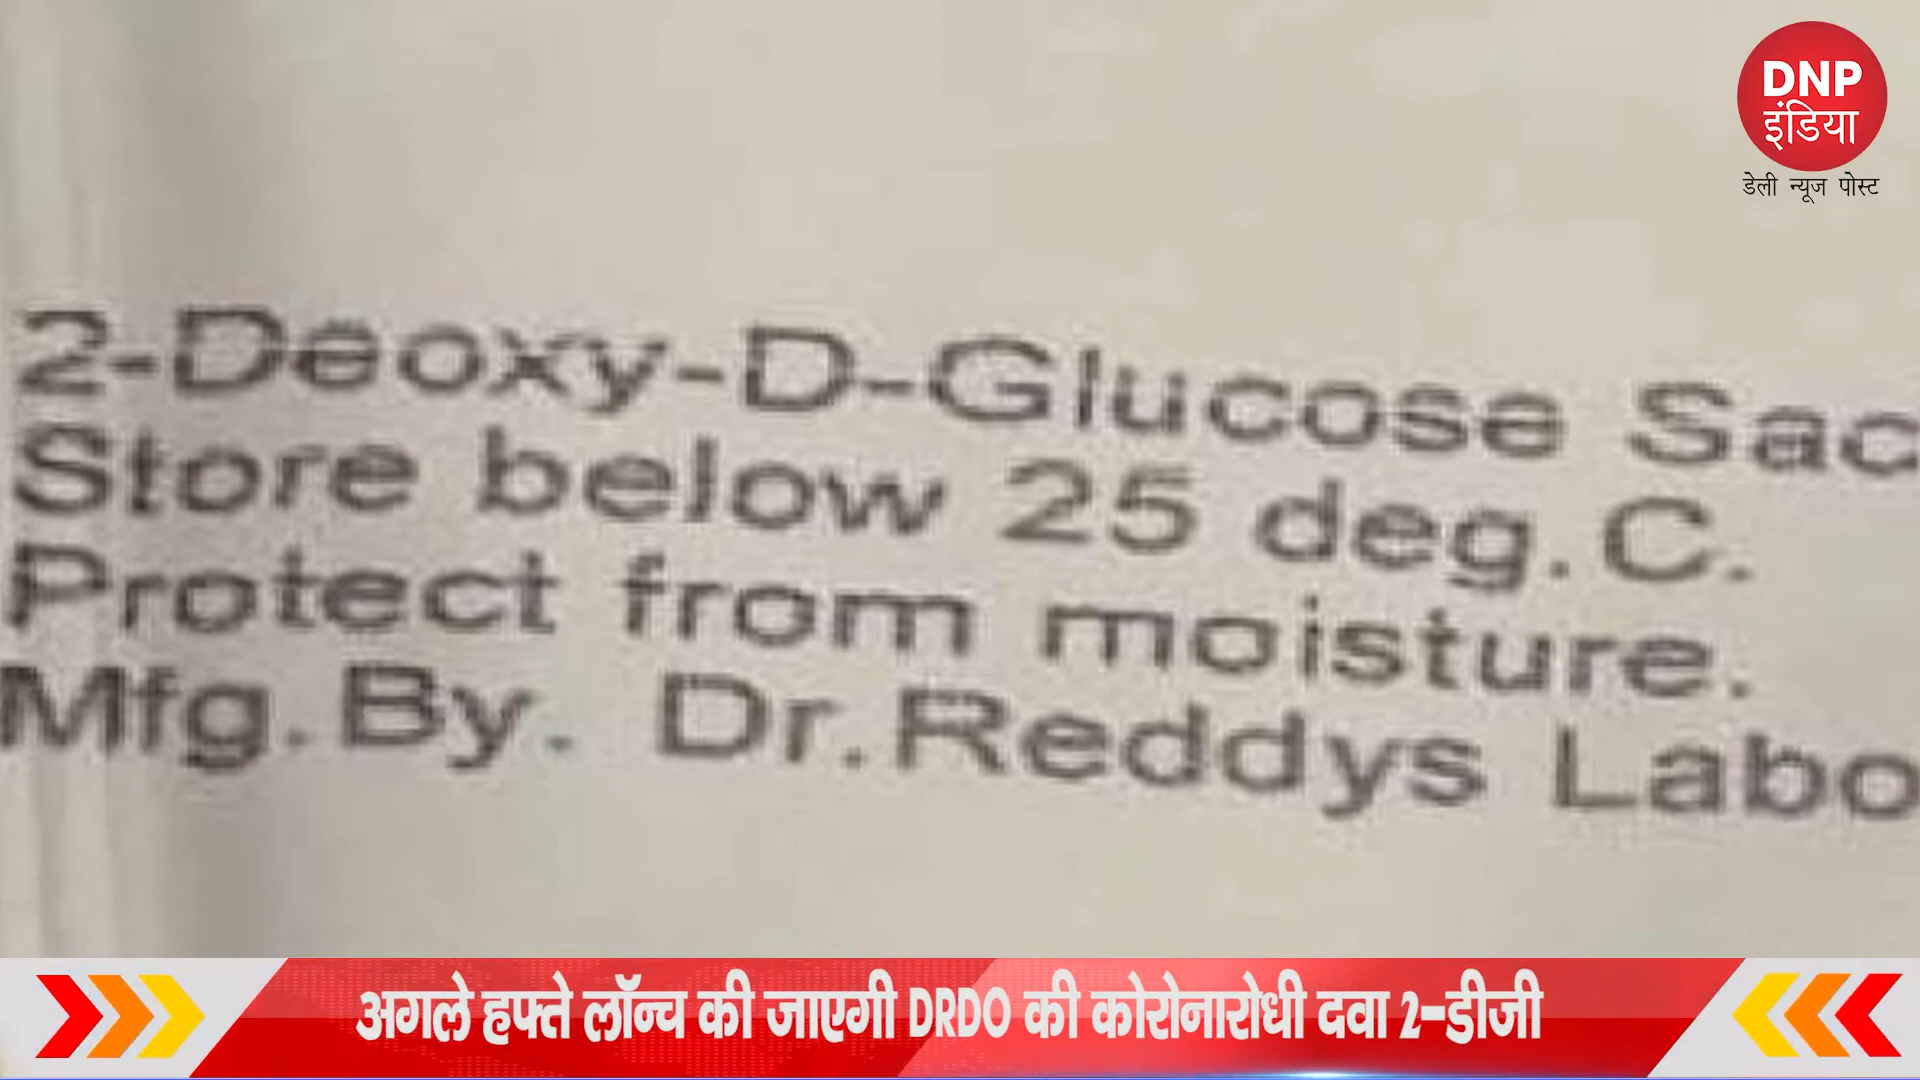 DNP
इंडिया
डेली न्यूज पोस्ट
2-Deoxy-D-Glucose Sac
Store below 25 deg.C.
Protect from moisture.
Mfg.By. Dr.Reddys Labo
अगले हफ्ते लॉन्च की जाएगी DRDO की कोरोनारोधी दवा 2-डीजी